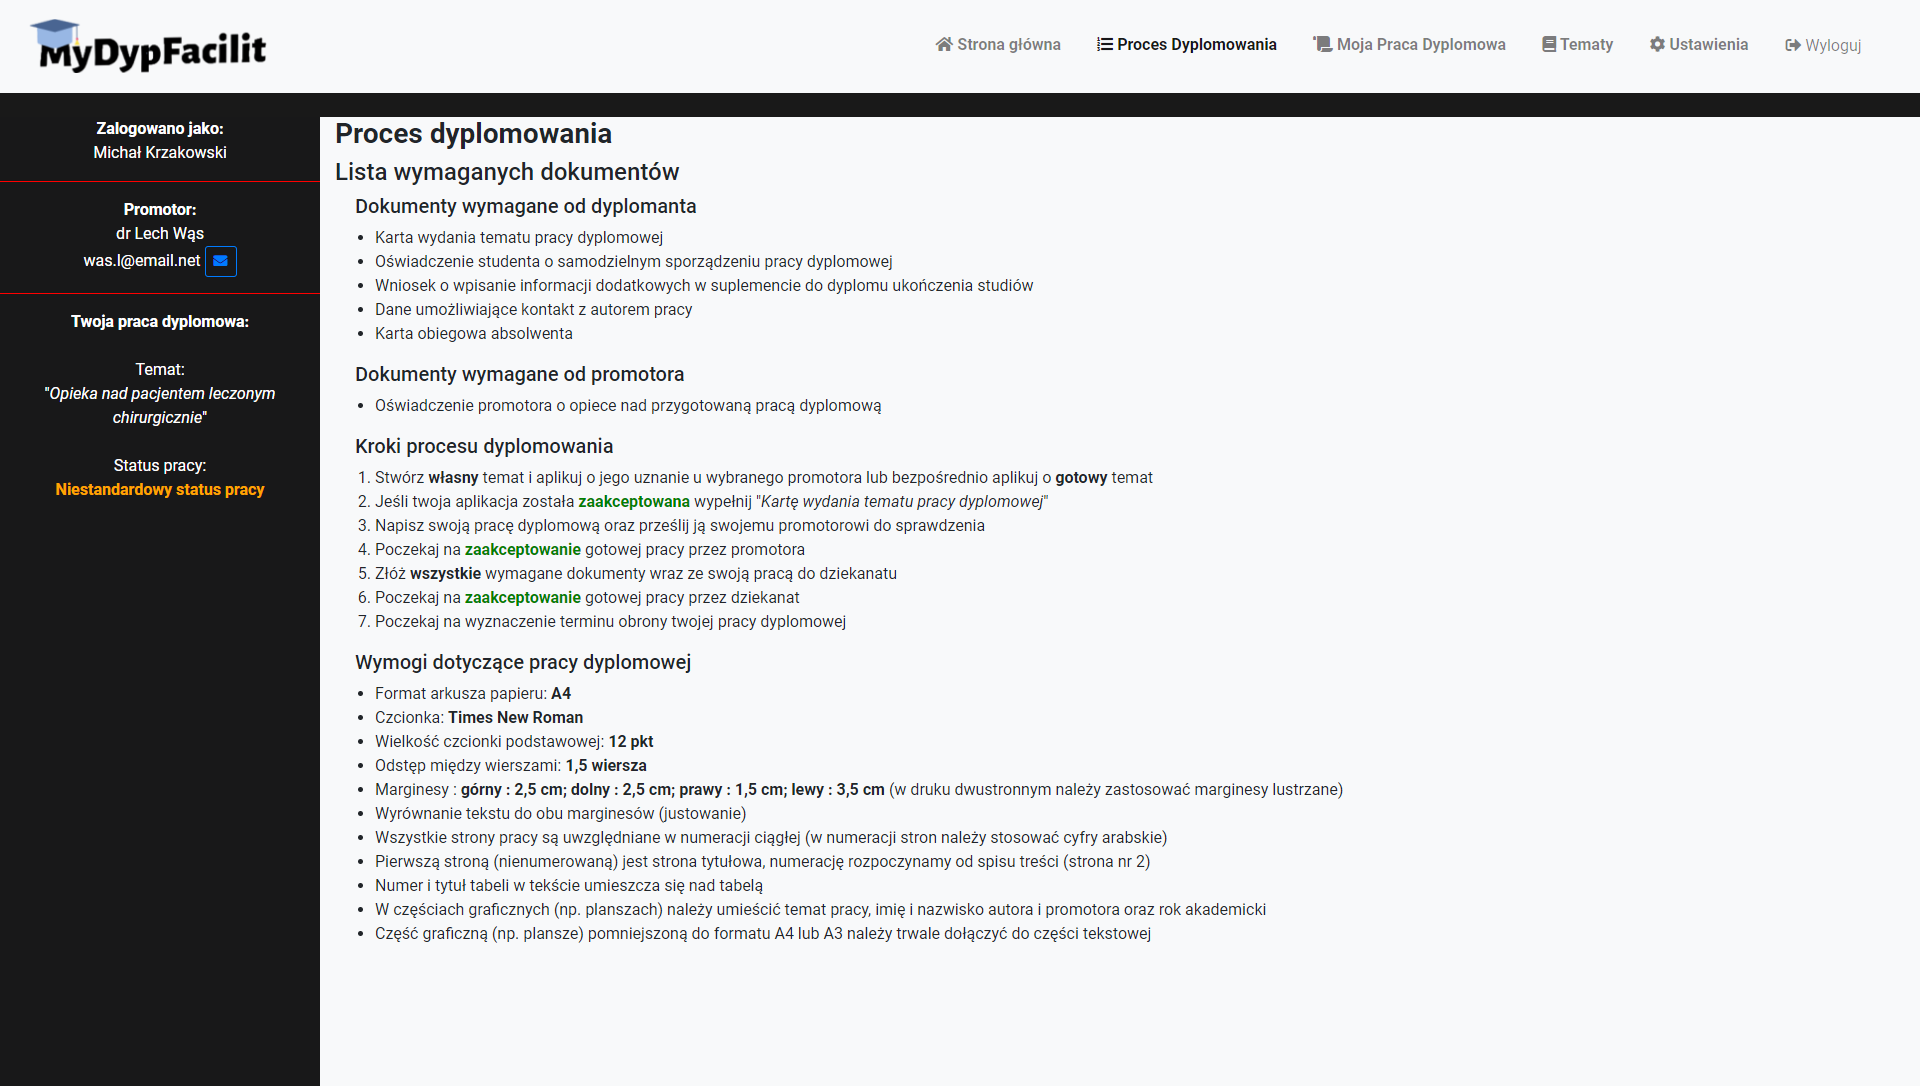 MyDypFacilit
Strona główna
Proces Dyplomowania
Moja Praca Dyplomowa
Tematy
Ustawienia
Wyloguj
Zalogowano jako:
Michał Krzakowski
Promotor:
dr Lech Wąs
was.l@email.net
Twoja praca dyplomowa:
Temat:
"Opieka nad pacjentem leczonym
chirurgicznie"
Status pracy:
Niestandardowy status pracy
Proces dyplomowania
Lista wymaganych dokumentów
Dokumenty wymagane od dyplomanta
• Karta wydania tematu pracy dyplomowej
• Oświadczenie studenta o samodzielnym sporządzeniu pracy dyplomowej
• Wniosek o wpisanie informacji dodatkowych w suplemencie do dyplomu ukończenia studiów
• Dane umożliwiające kontakt z autorem pracy
• Karta obiegowa absolwenta
Dokumenty wymagane od promotora
• Oświadczenie promotora o opiece nad przygotowaną pracą dyplomową
Kroki procesu dyplomowania
1. Stwórz własny temat i aplikuj o jego uznanie u wybranego promotora lub bezpośrednio aplikuj o gotowy temat
2. Jeśli twoja aplikacja została zaakceptowana wypełnij "Kartę wydania tematu pracy dyplomowej"
3. Napisz swoją pracę dyplomową oraz prześlij ją swojemu promotorowi do sprawdzenia
4. Poczekaj na zaakceptowanie gotowej pracy przez promotora
5. Złóż wszystkie wymagane dokumenty wraz ze swoją pracą do dziekanatu
6. Poczekaj na zaakceptowanie gotowej pracy przez dziekanat
7. Poczekaj na wyznaczenie terminu obrony twojej pracy dyplomowej
Wymogi dotyczące pracy dyplomowej
• Format arkusza papieru: A4
• Czcionka: Times New Roman
• Wielkość czcionki podstawowej: 12 pkt
• Odstęp między wierszami: 1,5 wiersza
• Marginesy : górny : 2,5 cm; dolny : 2,5 cm; prawy : 1,5 cm; lewy : 3,5 cm (w druku dwustronnym należy zastosować marginesy lustrzane)
• Wyrównanie tekstu do obu marginesów (justowanie)
• Wszystkie strony pracy są uwzględniane w numeracji ciągłej (w numeracji stron należy stosować cyfry arabskie)
• Pierwszą stroną (nienumerowaną) jest strona tytułowa, numerację rozpoczynamy od spisu treści (strona nr 2)
• Numer i tytuł tabeli w tekście umieszcza się nad tabelą
• W częściach graficznych (np. planszach) należy umieścić temat pracy, imię i nazwisko autora i promotora oraz rok akademicki
• Część graficzną (np. plansze) pomniejszoną do formatu A4 lub A3 należy trwale dołączyć do części tekstowej